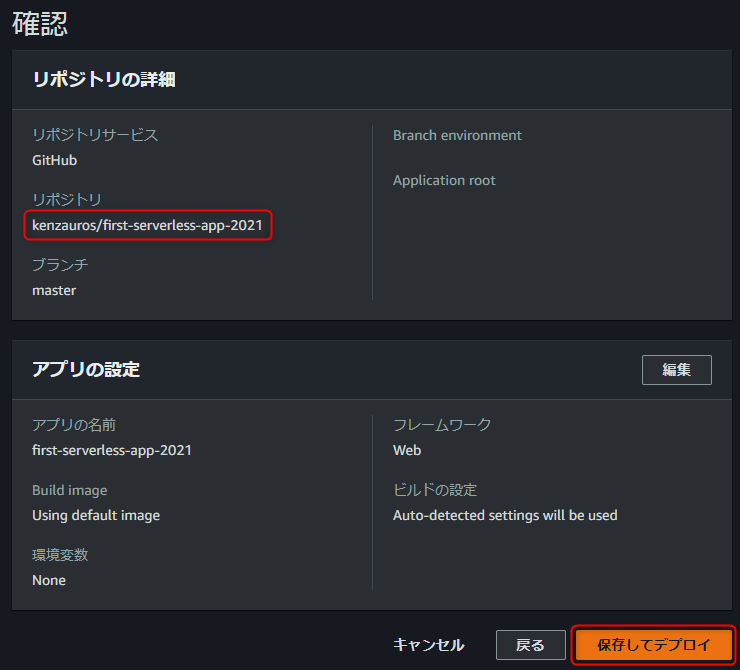 確認
リポジトリの詳細
リポジトリサービス
GitHub
リポジトリ
kenzauros/first-serverless-app-2021
ブランチ
master
Branch environment
Application root
アプリの設定
編集
アプリの名前
first-serverless-app-2021
Build image
Using default image
環境変数
None
フレームワーク
Web
ビルドの設定
Auto-detected settings will be used
キャンセル
戻る
保存してデプロイ